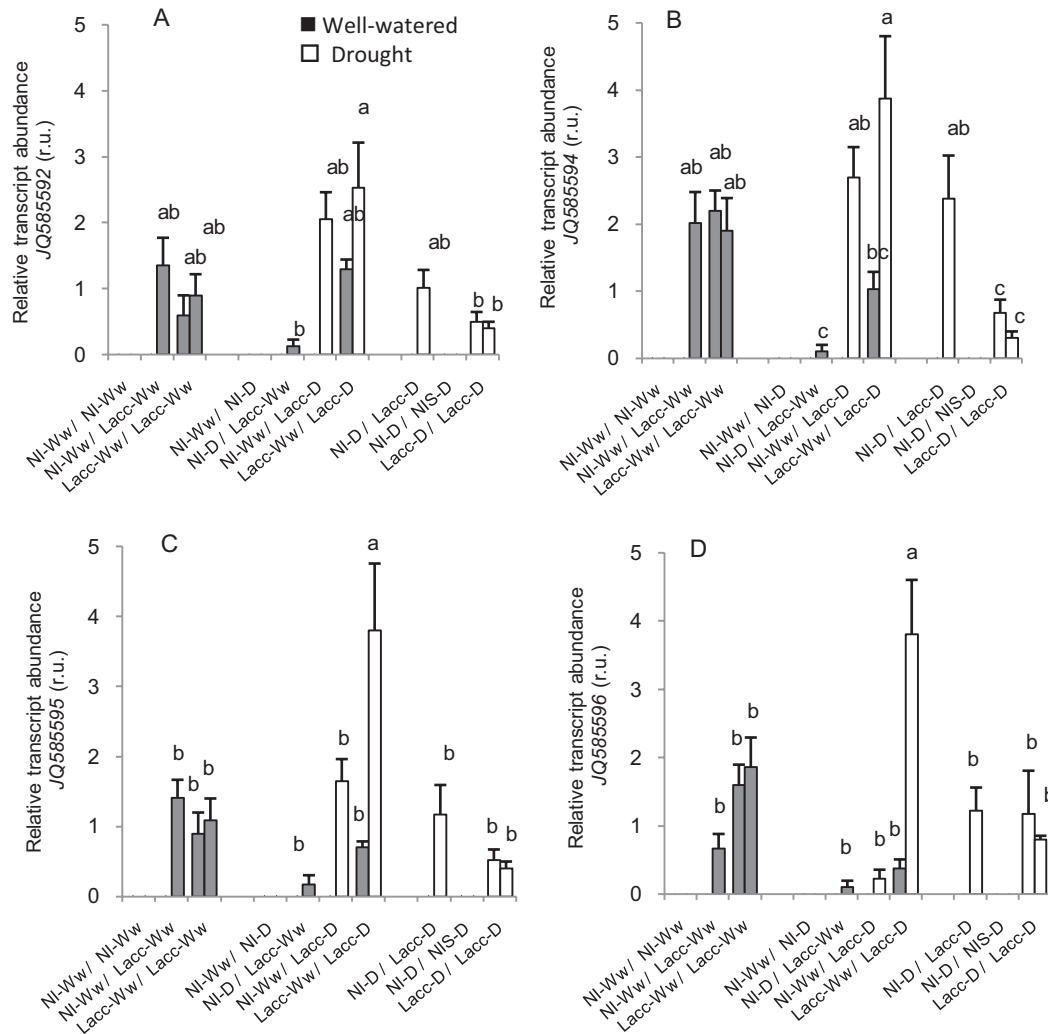 A
Well-watered
Drought
Relative transcript abundance
JQ585592 (r.u.)
5
4
3
2
1
0
ab
ab
ab
b
ab
ab
a
ab
b
b
NI-Ww / NI-Ww
NI-Ww / Lacc-Ww
Lacc-Ww / Lacc-Ww
NI-Ww / NI-D
NI-D / Lacc-Ww
NI-Ww / Lacc-D
Lacc-Ww / Lacc-D
NI-D / Lacc-D
NI-D / NIS-D
Lacc-D / Lacc-D
B
Relative transcript abundance
JQ585594 (r.u.)
5
4
3
2
1
0
ab
ab
ab
c
ab
bc
a
ab
c
c
NI-Ww / NI-Ww
NI-Ww / Lacc-Ww
Lacc-Ww / Lacc-Ww
NI-Ww / NI-D
NI-D / Lacc-Ww
NI-Ww / Lacc-D
Lacc-Ww / Lacc-D
NI-D / Lacc-D
NI-D / NIS-D
Lacc-D / Lacc-D
C
Relative transcript abundance
JQ585595 (r.u.)
5
4
3
2
1
0
b
b
b
b
b
b
a
b
b
b
NI-Ww / NI-Ww
NI-Ww / Lacc-Ww
Lacc-Ww / Lacc-Ww
NI-Ww / NI-D
NI-D / Lacc-Ww
NI-Ww / Lacc-D
Lacc-Ww / Lacc-D
NI-D / Lacc-D
NI-D / NIS-D
Lacc-D / Lacc-D
D
Relative transcript abundance
JQ585596 (r.u.)
5
4
3
2
1
0
b
b
b
b
b
b
a
b
b
b
NI-Ww / NI-Ww
NI-Ww / Lacc-Ww
Lacc-Ww / Lacc-Ww
NI-Ww / NI-D
NI-D / Lacc-Ww
NI-Ww / Lacc-D
Lacc-Ww / Lacc-D
NI-D / Lacc-D
NI-D / NIS-D
Lacc-D / Lacc-D